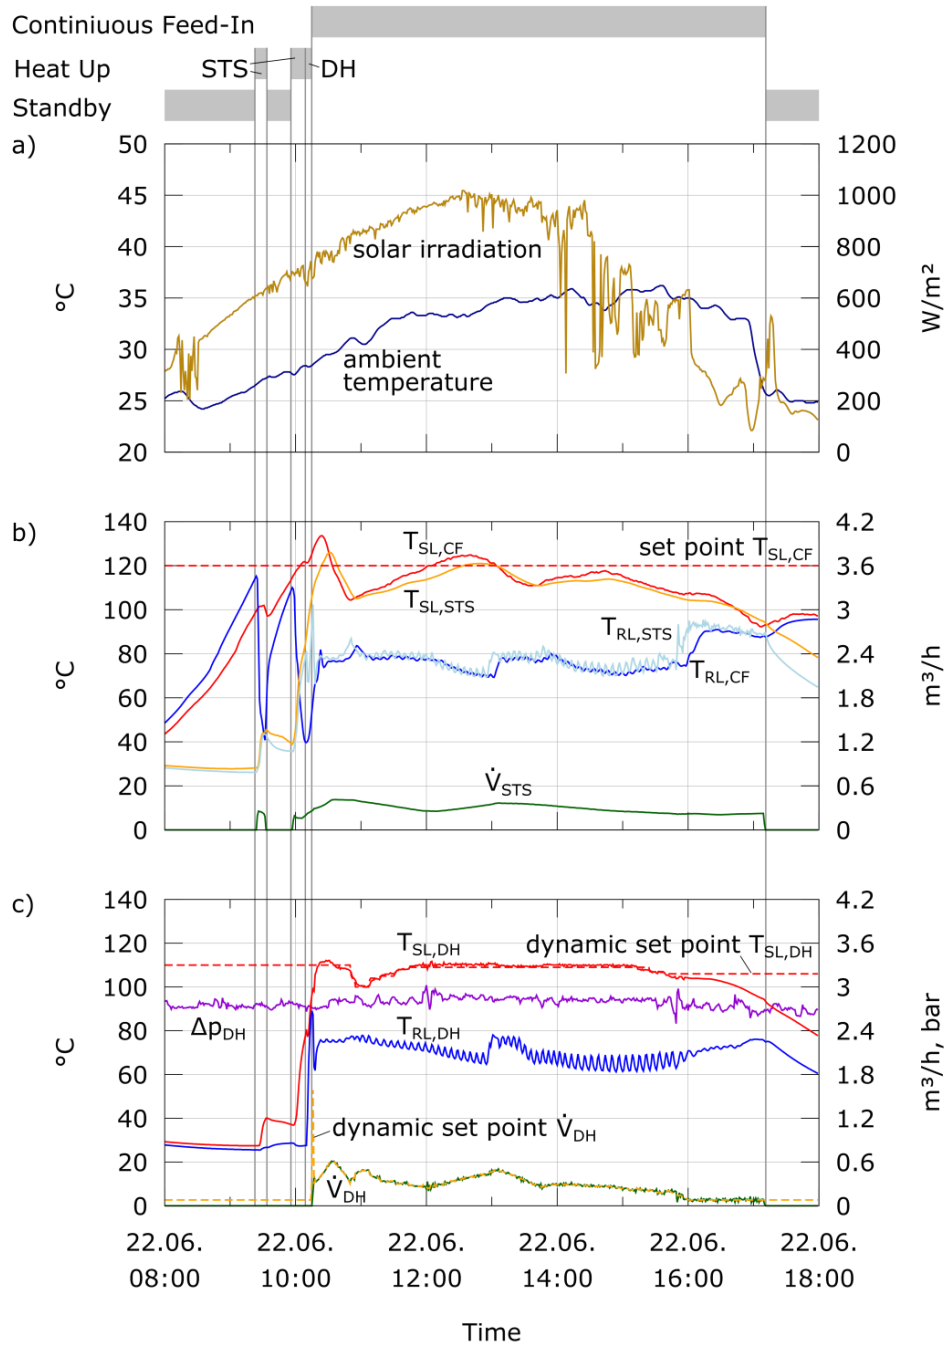 Continiuous Feed-In
Heat Up STS DH
Standby
a)
50 1200
45 1000
40 800
35 600
30 400
25 200
20 0
°C
W/m²
solar irradiation
ambient
temperature
b)
140 4.2
120 3.6
100 3
80 2.4
60 1.8
40 1.2
20 0.6
0 0
°C
m³/h
T_SL,CF
set point T_SL,CF
T_SL,STS
T_RL,STS
T_RL,CF
V̇_STS
c)
140 4.2
120 3.6
100 3
80 2.4
60 1.8
40 1.2
20 0.6
0 0
°C
m³/h, bar
T_SL,DH
dynamic set point T_SL,DH
Δp_DH
T_RL,DH
dynamic set point V̇_DH
V̇_DH
22.06. 22.06. 22.06. 22.06. 22.06. 22.06.
08:00 10:00 12:00 14:00 16:00 18:00
Time